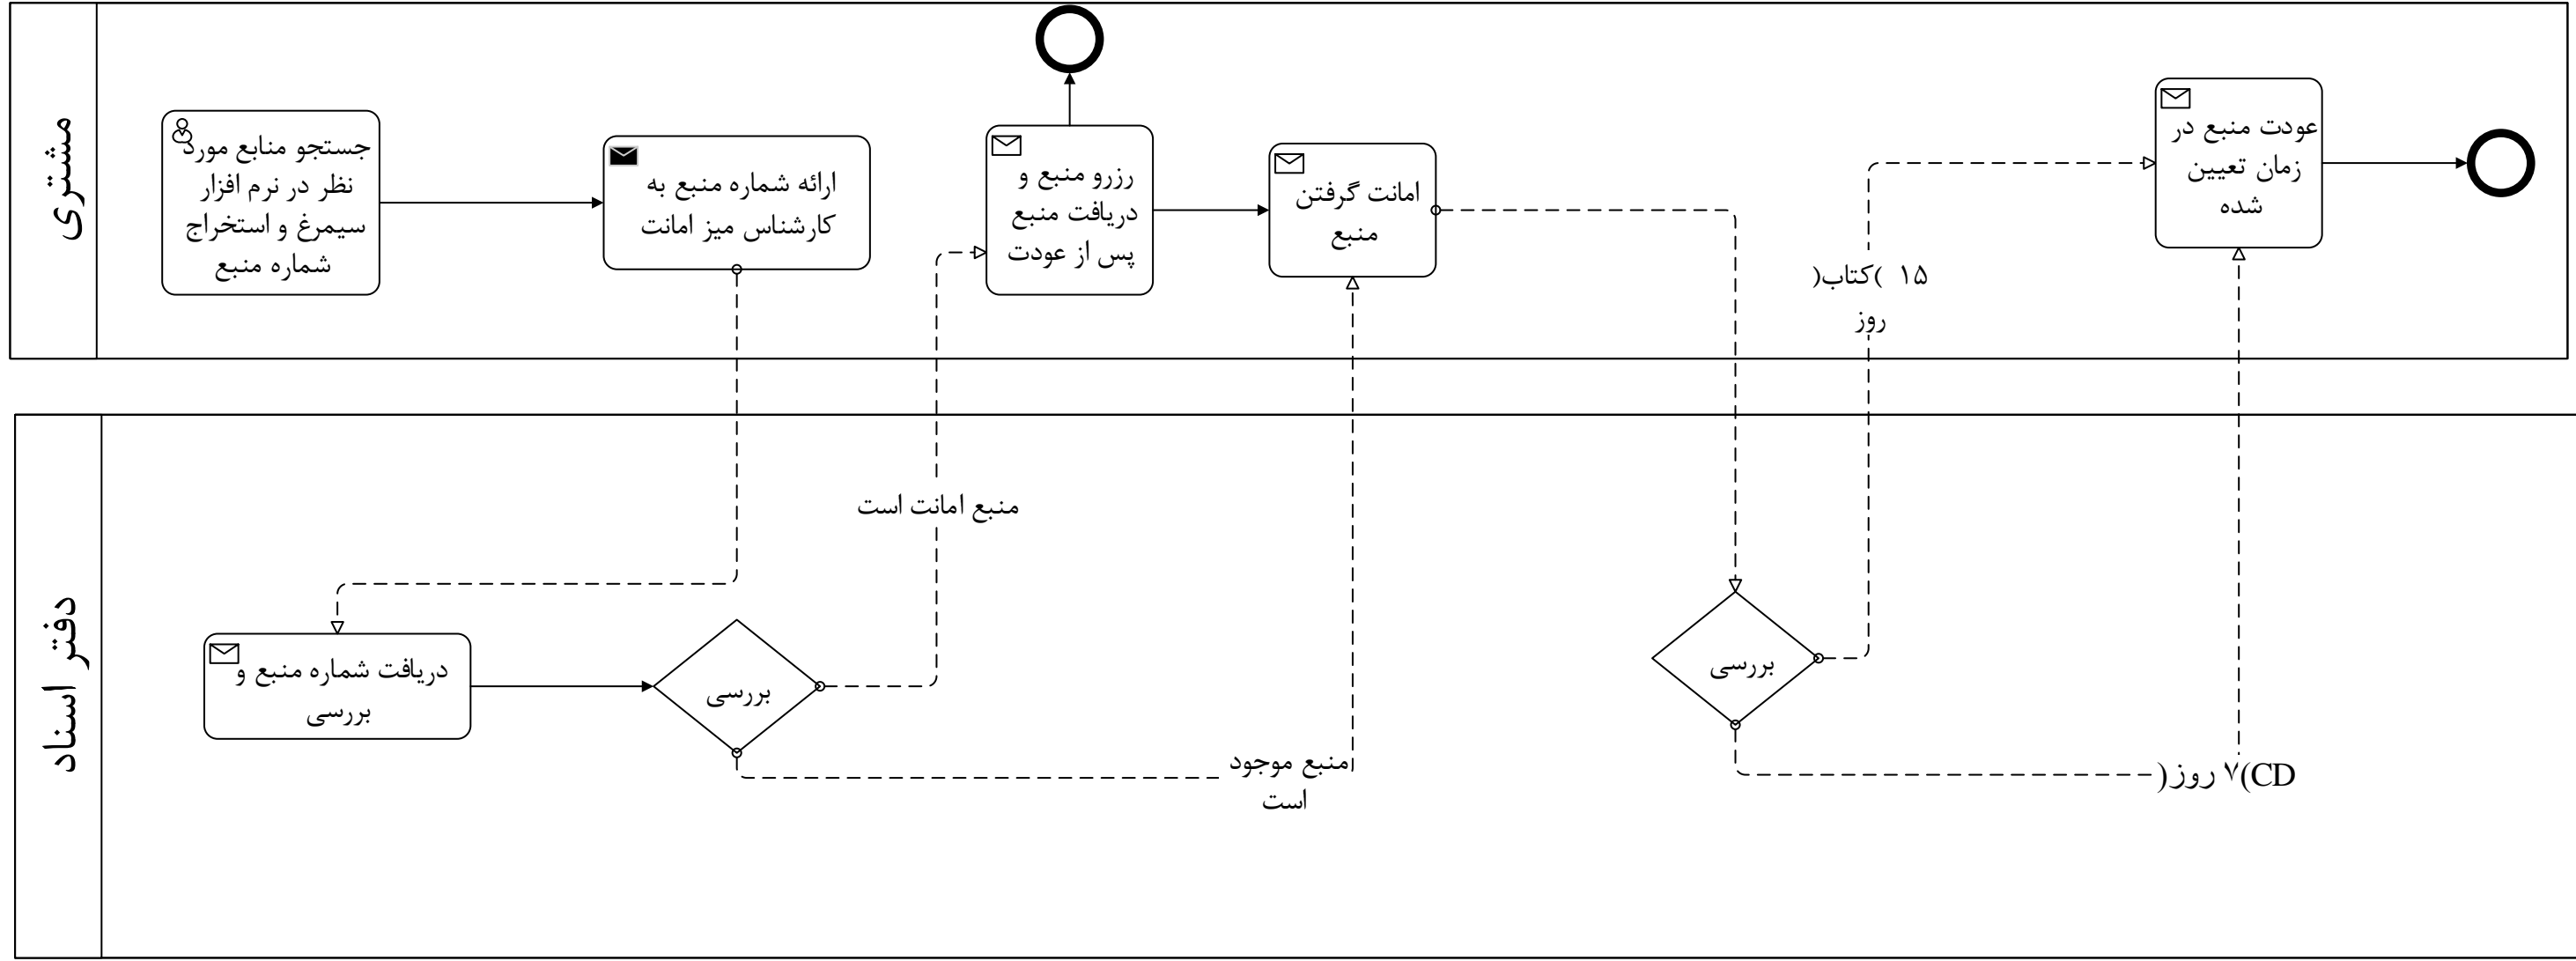 مشتری
جستجو منابع مورد
نظر در نرم افزار
سیمرغ و استخراج
شماره منبع
ارائه شماره منبع به
کارشناس میز امانت
رزرو منبع و
دریافت منبع
پس از عودت
امانت گرفتن
منبع
۱۵ )کتاب(
روز
عودت منبع در
زمان تعیین
شده
دفتر اسناد
دریافت شماره منبع و
بررسی
بررسی
منبع امانت است
منبع موجود
است
بررسی
)۷ روز(CD